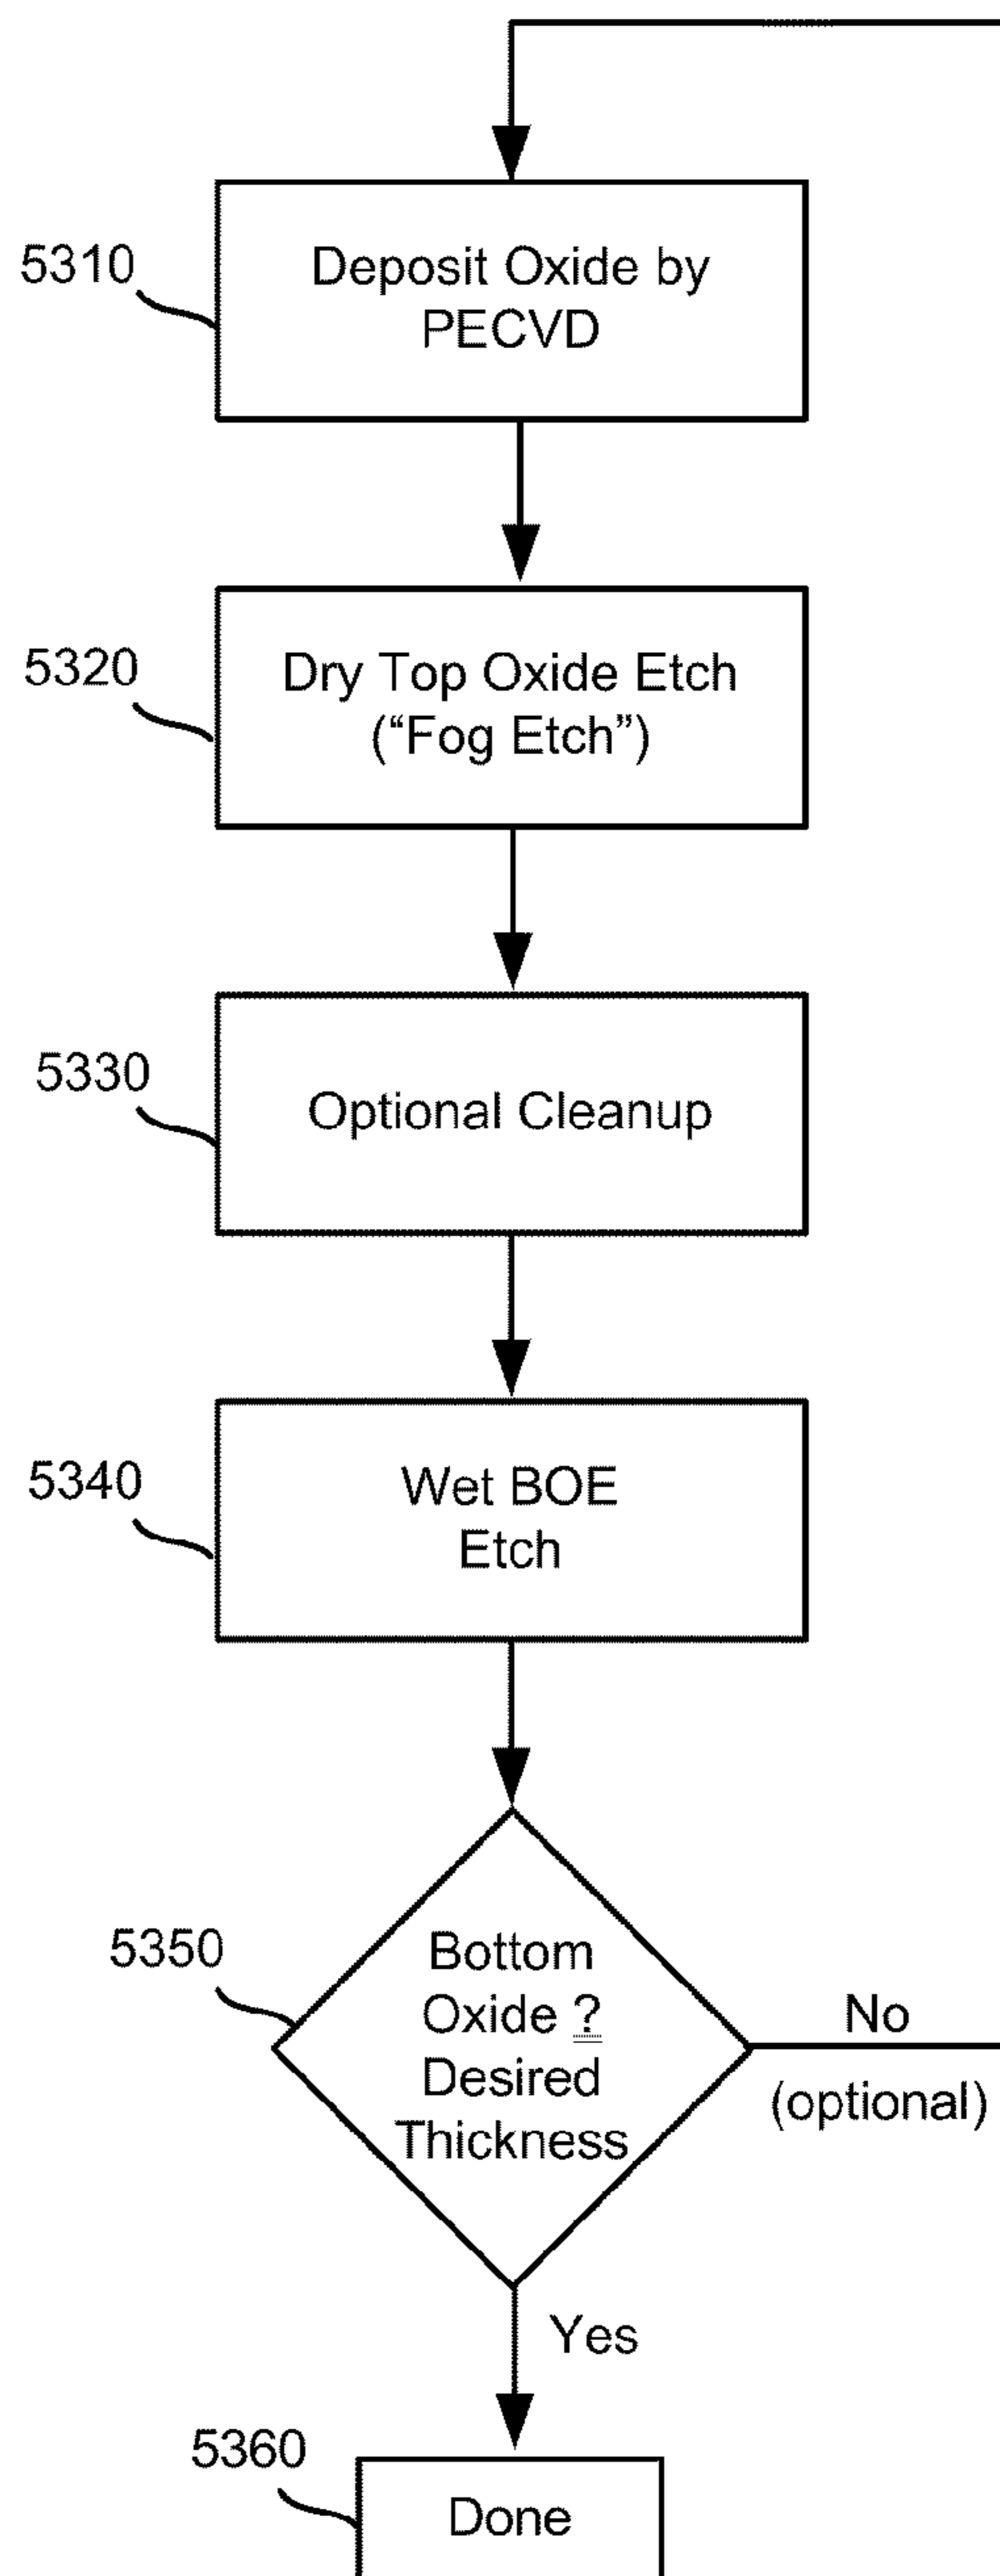 5310
Deposit Oxide by
PECVD
5320
Dry Top Oxide Etch
(“Fog Etch”)
5330
Optional Cleanup
5340
Wet BOE
Etch
5350
Bottom
Oxide ?
Desired
Thickness
No
(optional)
Yes
5360
Done